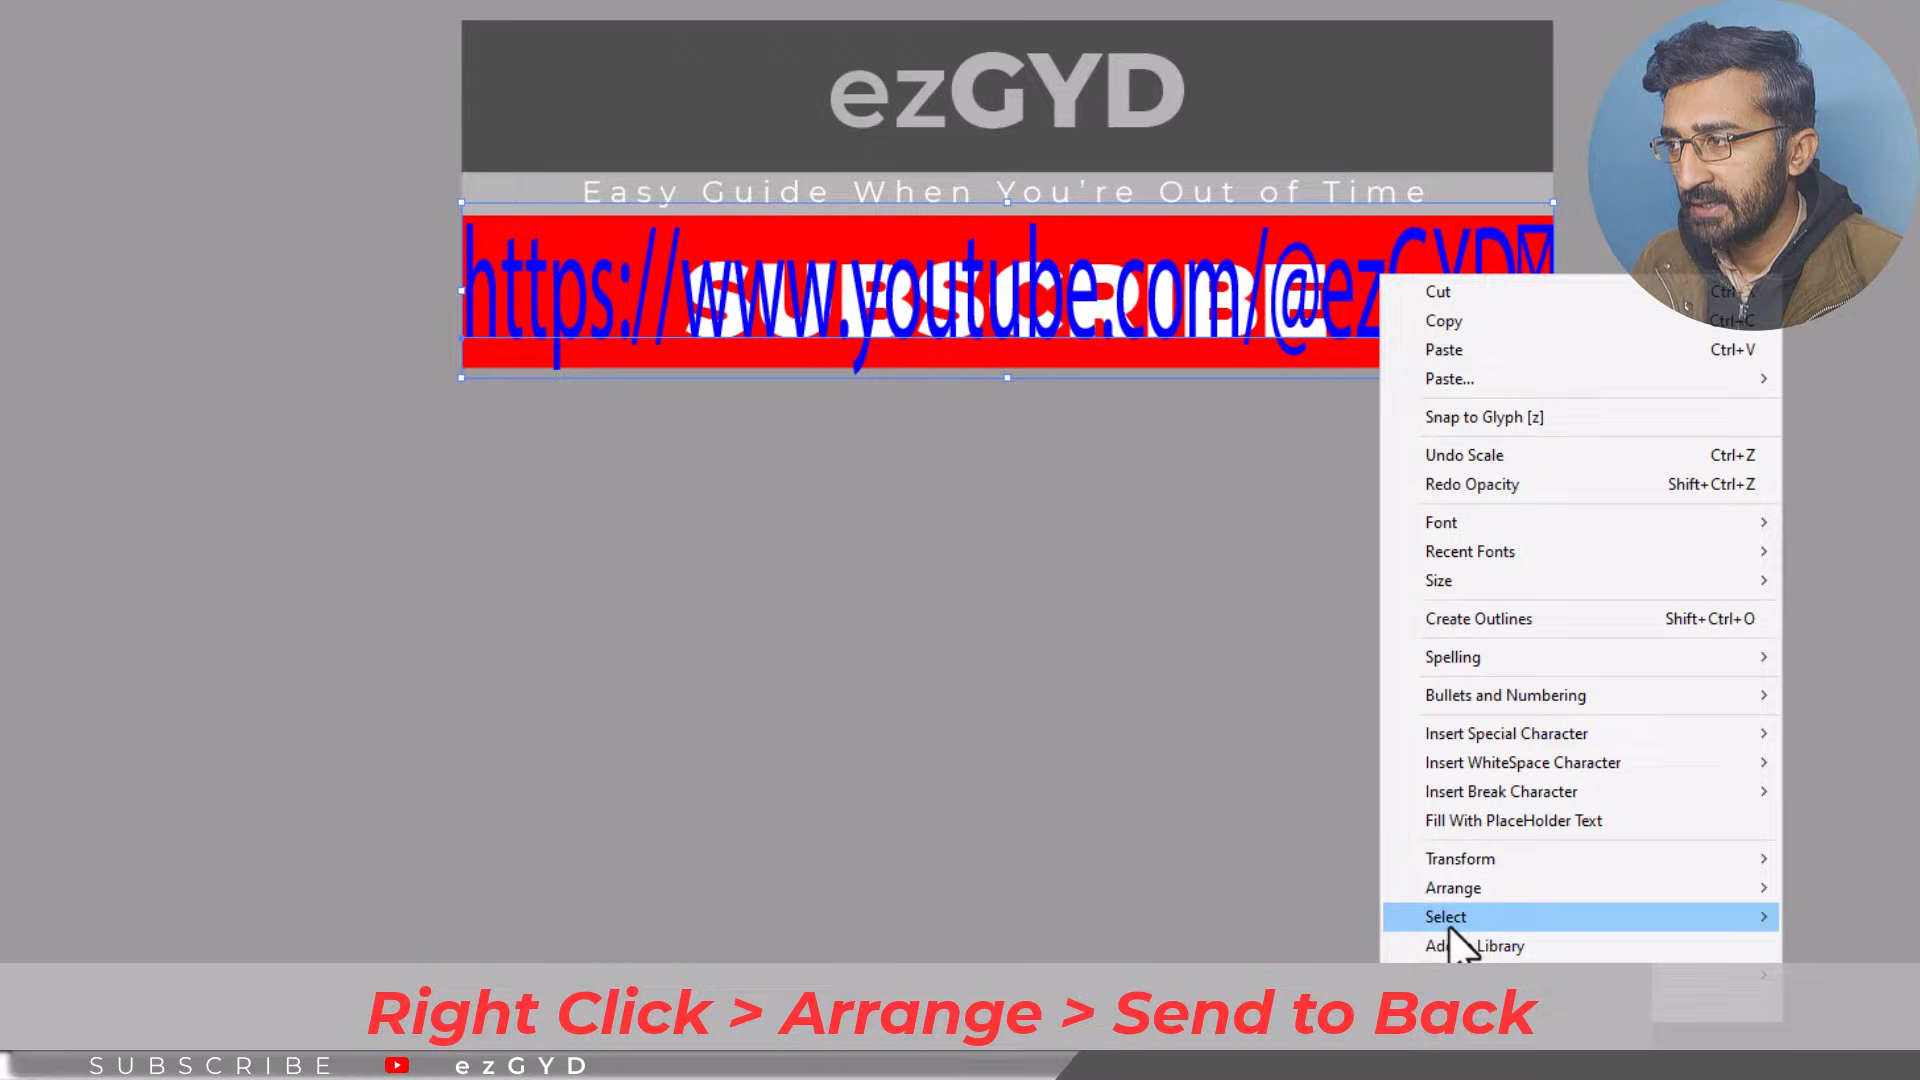 ezGYD
Easy Guide When You're Out of Time
https://www.youtube.com/@ezGYD
SUBSCRIBE
Cut Ctrl+X
Copy Ctrl+C
Paste Ctrl+V
Paste...
Snap to Glyph [z]
Undo Scale Ctrl+Z
Redo Opacity Shift+Ctrl+Z
Font
Recent Fonts
Size
Create Outlines Shift+Ctrl+O
Spelling
Bullets and Numbering
Insert Special Character
Insert WhiteSpace Character
Insert Break Character
Fill With PlaceHolder Text
Transform
Arrange
Select
Library
Right Click > Arrange > Send to Back
SUBSCRIBE ezGYD